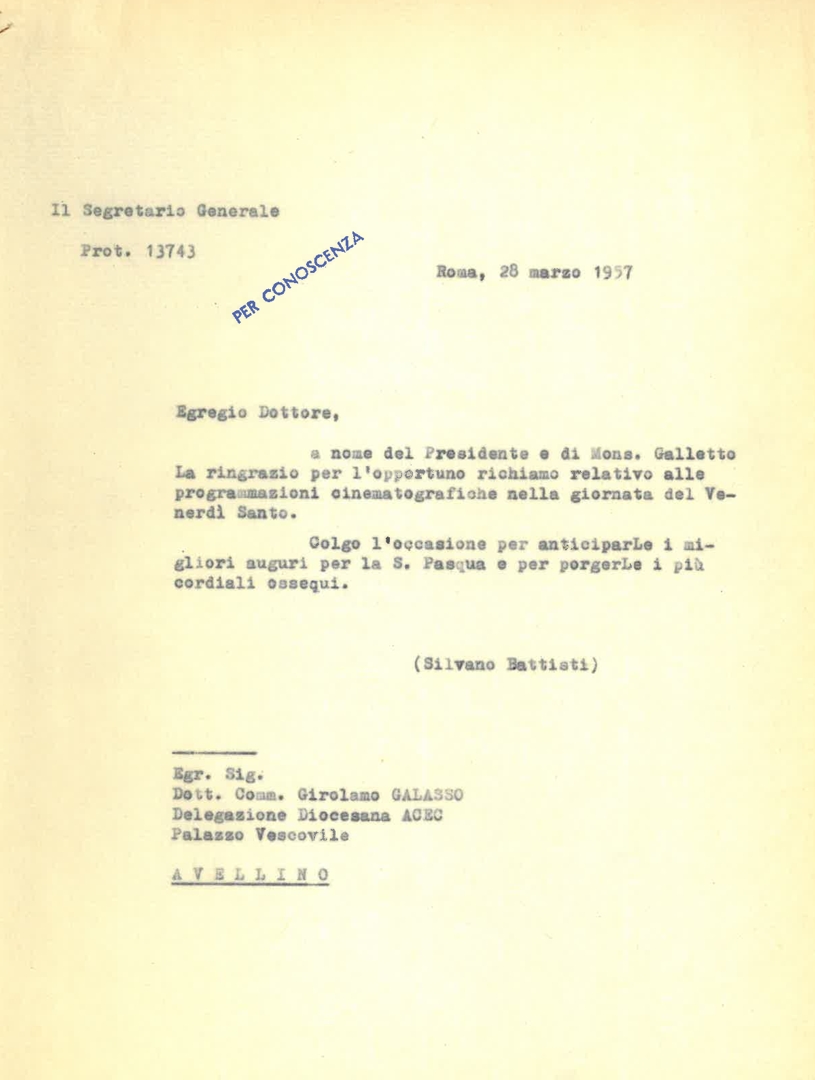 Il Segretario Generale
Prot. 13743
PER CONOSCENZA
Roma, 28 marzo 1957
Egregio Dottore,
a nome del Presidente e di Mons. Galletto
La ringrazio per l'opportuno richiamo relativo alle
programmazioni cinematografiche nella giornata del Ve-
nerdì Santo.
Colgo l'occasione per anticiparLe i mi-
gliori auguri per la S. Pasqua e per porgerLe i più
cordiali ossequi.
(Silvano Battisti)
Egr. Sig.
Dott. Comm. Girolamo GALASSO
Delegazione Diocesana ACEC
Palazzo Vescovile
A V E L L I N O